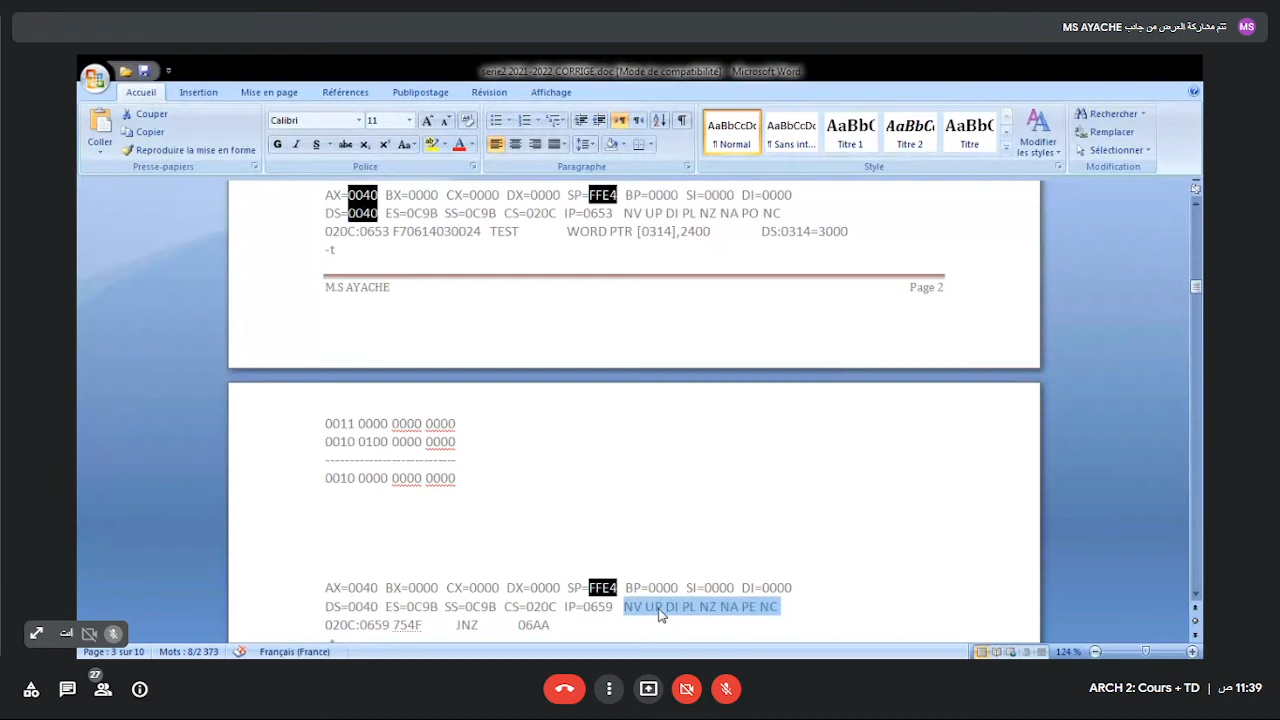 تتم مشاركة العرض من جانب MS AYACHE
MS
serie2 2021-2022 CORRIGE.doc [Mode de compatibilité] - Microsoft Word
Accueil Insertion Mise en page Références Publipostage Révision Affichage
Coller
Couper
Copier
Reproduire la mise en forme
Presse-papiers
Calibri 11
G I S abc X₂ X² Aa
Police
Paragraphe
AaBbCcDc AaBbCcDc AaBbC AaBbCc AaBbC
¶ Normal ¶ Sans int... Titre 1 Titre 2 Titre
Style
Modifier les styles
Rechercher
Remplacer
Sélectionner
Modification
AX=0040 BX=0000 CX=0000 DX=0000 SP=FFE4 BP=0000 SI=0000 DI=0000
DS=0040 ES=0C9B SS=0C9B CS=020C IP=0653 NV UP DI PL NZ NA PO NC
020C:0653 F70614030024 TEST WORD PTR [0314],2400 DS:0314=3000
-t
M.S AYACHE Page 2
0011 0000 0000 0000
0010 0100 0000 0000
----------------------------
0010 0000 0000 0000
AX=0040 BX=0000 CX=0000 DX=0000 SP=FFE4 BP=0000 SI=0000 DI=0000
DS=0040 ES=0C9B SS=0C9B CS=020C IP=0659 NV UP DI PL NZ NA PE NC
020C:0659 754F JNZ 06AA
أنت
Page : 3 sur 10 Mots : 8/2 373 Français (France) 124 %
27
ARCH 2: Cours + TD | 11:39 ص